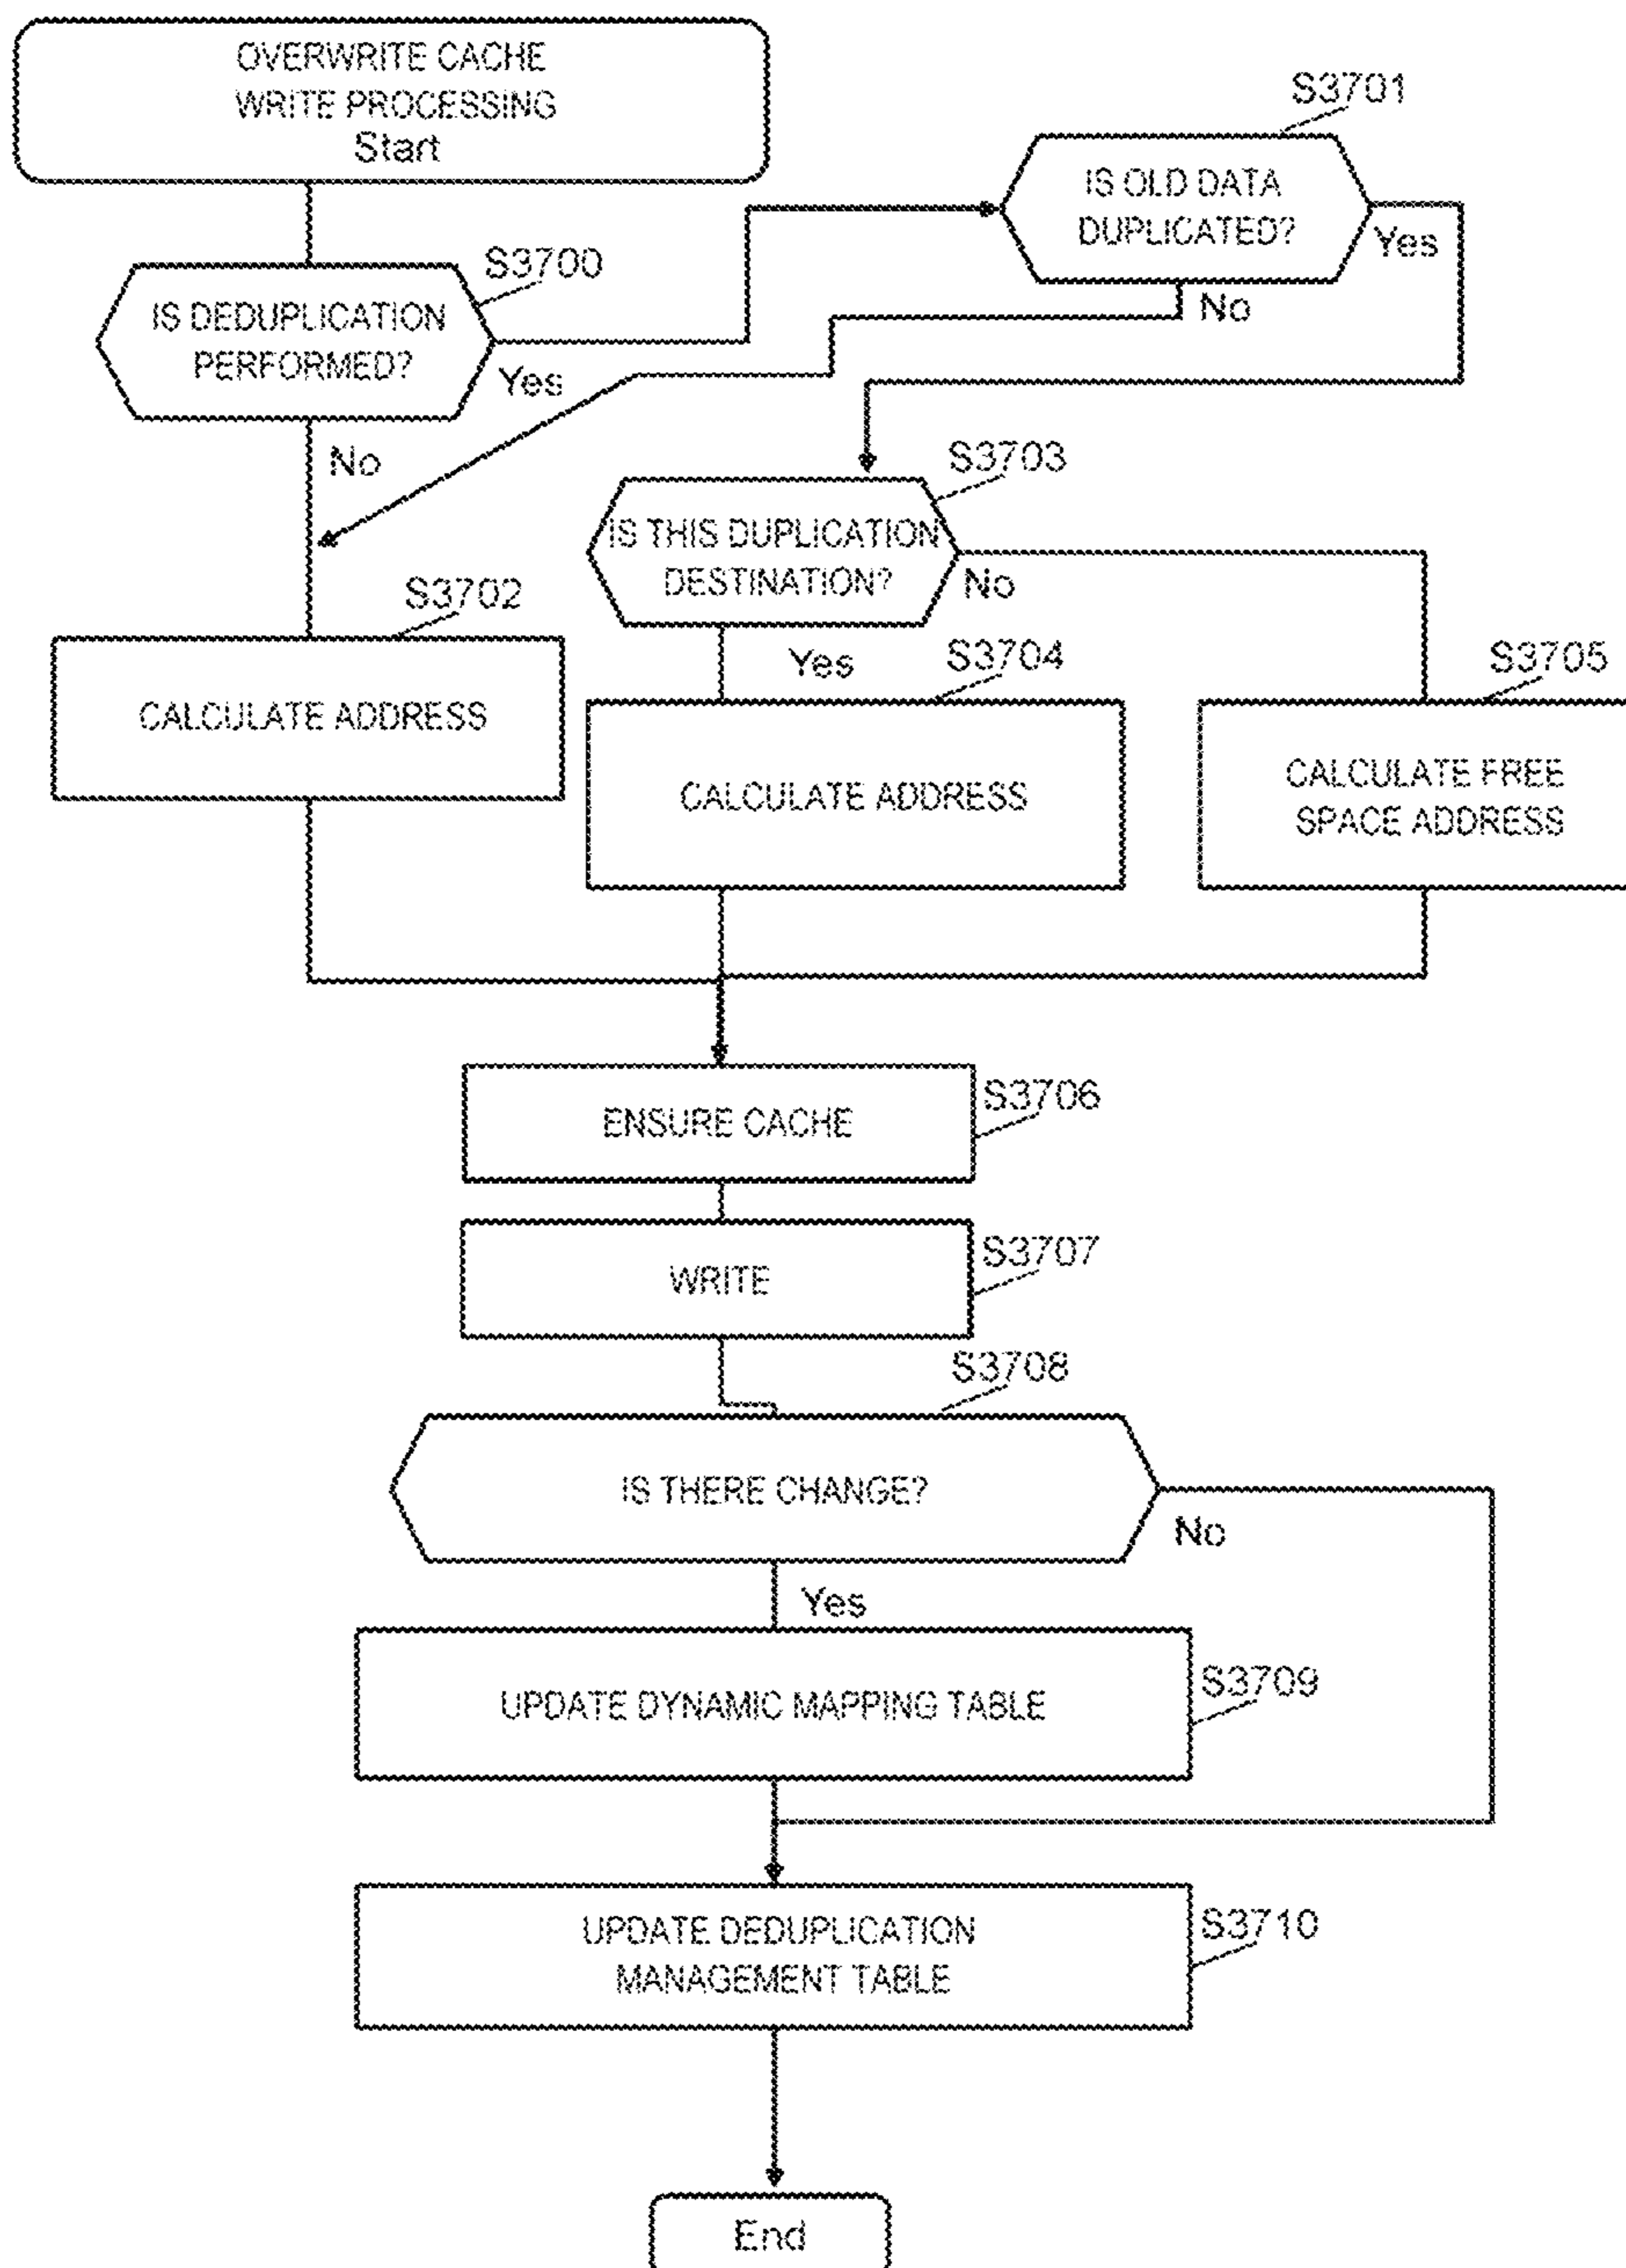 OVERWRITE CACHE
WRITE PROCESSING
Start
S3701
IS OLD DATA
DUPLICATED?
Yes
No
S3700
IS DEDUPLICATION
PERFORMED?
Yes
No
S3703
IS THIS DUPLICATION
DESTINATION?
No
Yes
S3702
CALCULATE ADDRESS
S3704
CALCULATE ADDRESS
S3705
CALCULATE FREE
SPACE ADDRESS
ENSURE CACHE
S3706
WRITE
S3707
S3708
IS THERE CHANGE?
No
Yes
UPDATE DYNAMIC MAPPING TABLE
S3709
UPDATE DEDUPLICATION
MANAGEMENT TABLE
S3710
End